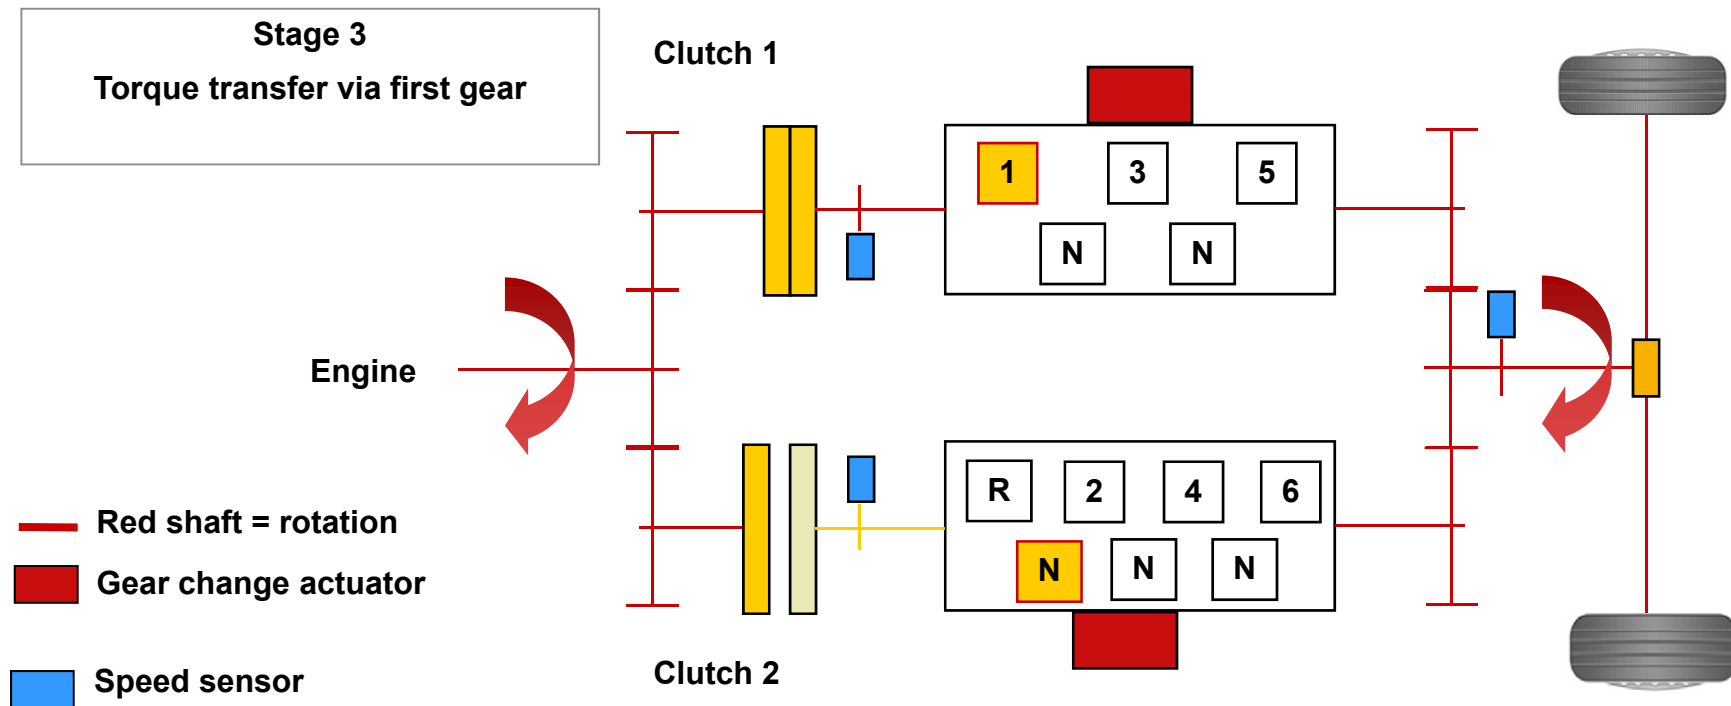 Stage 3
Torque transfer via first gear
Clutch 1
1 3 5
N N
Engine
R 2 4 6
N N N
Red shaft = rotation
Gear change actuator
Clutch 2
Speed sensor